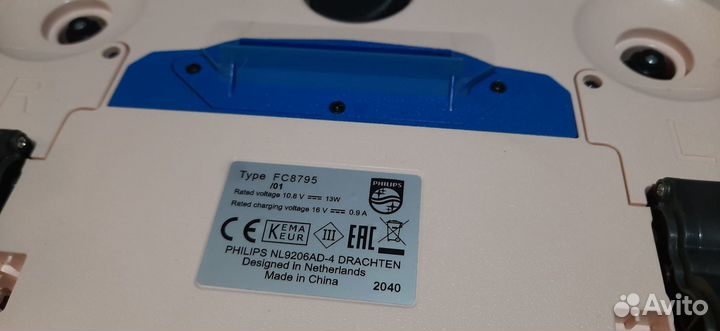 R
L
Type FC8795
/01
PHILIPS
Rated voltage 10.8 V ⎓ 13W
Rated charging voltage 16 V ⎓ 0.9 A
CE KEMA KEUR III EAC
PHILIPS NL9206AD-4 DRACHTEN
Designed in Netherlands
Made in China
2040
Avito